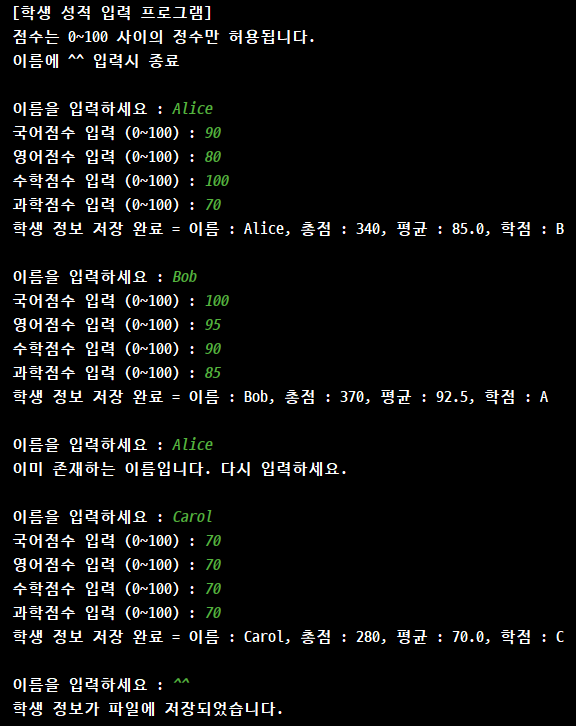 [학생 성적 입력 프로그램]
점수는 0~100 사이의 정수만 허용됩니다.
이름에 ^^ 입력시 종료
이름을 입력하세요 : Alice
국어점수 입력 (0~100) : 90
영어점수 입력 (0~100) : 80
수학점수 입력 (0~100) : 100
과학점수 입력 (0~100) : 70
학생 정보 저장 완료 = 이름 : Alice, 총점 : 340, 평균 : 85.0, 학점 : B
이름을 입력하세요 : Bob
국어점수 입력 (0~100) : 100
영어점수 입력 (0~100) : 95
수학점수 입력 (0~100) : 90
과학점수 입력 (0~100) : 85
학생 정보 저장 완료 = 이름 : Bob, 총점 : 370, 평균 : 92.5, 학점 : A
이름을 입력하세요 : Alice
이미 존재하는 이름입니다. 다시 입력하세요.
이름을 입력하세요 : Carol
국어점수 입력 (0~100) : 70
영어점수 입력 (0~100) : 70
수학점수 입력 (0~100) : 70
과학점수 입력 (0~100) : 70
학생 정보 저장 완료 = 이름 : Carol, 총점 : 280, 평균 : 70.0, 학점 : C
이름을 입력하세요 : ^^
학생 정보가 파일에 저장되었습니다.